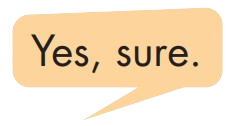 Yes, sure.